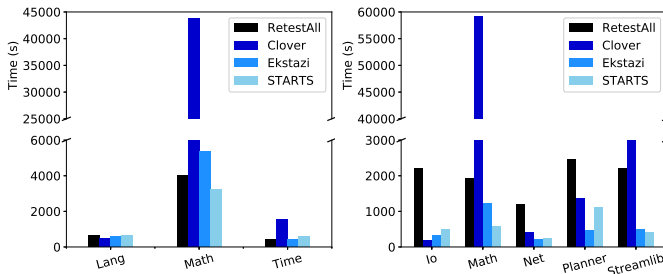 Time (s)
45000
40000
35000
30000
25000
6000
4000
2000
0
Lang
Math
Time
RetestAll
Clover
Ekstazi
STARTS
Time (s)
60000
55000
50000
45000
40000
3000
2000
1000
0
Io
Math
Net
Planner
Streamlib
RetestAll
Clover
Ekstazi
STARTS